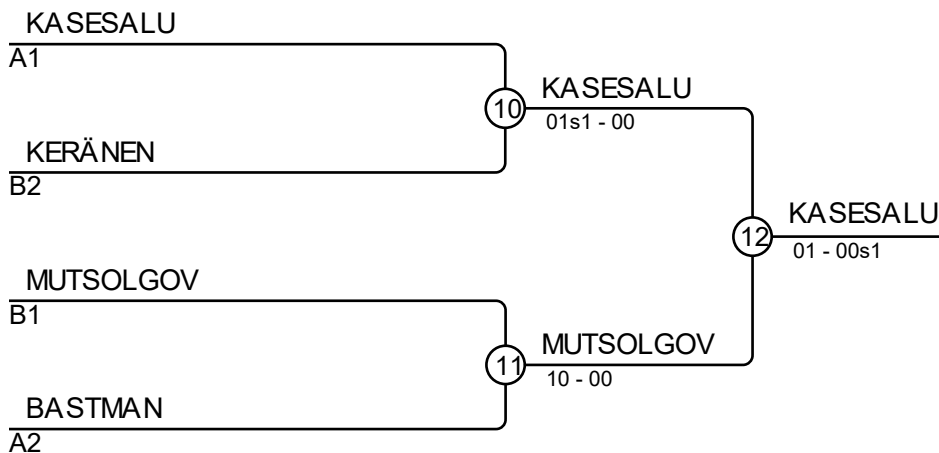 KASESALU
A1
10
KASESALU
01s1 - 00
KERÄNEN
B2
12
KASESALU
01 - 00s1
MUTSOLGOV
B1
11
MUTSOLGOV
10 - 00
BASTMAN
A2